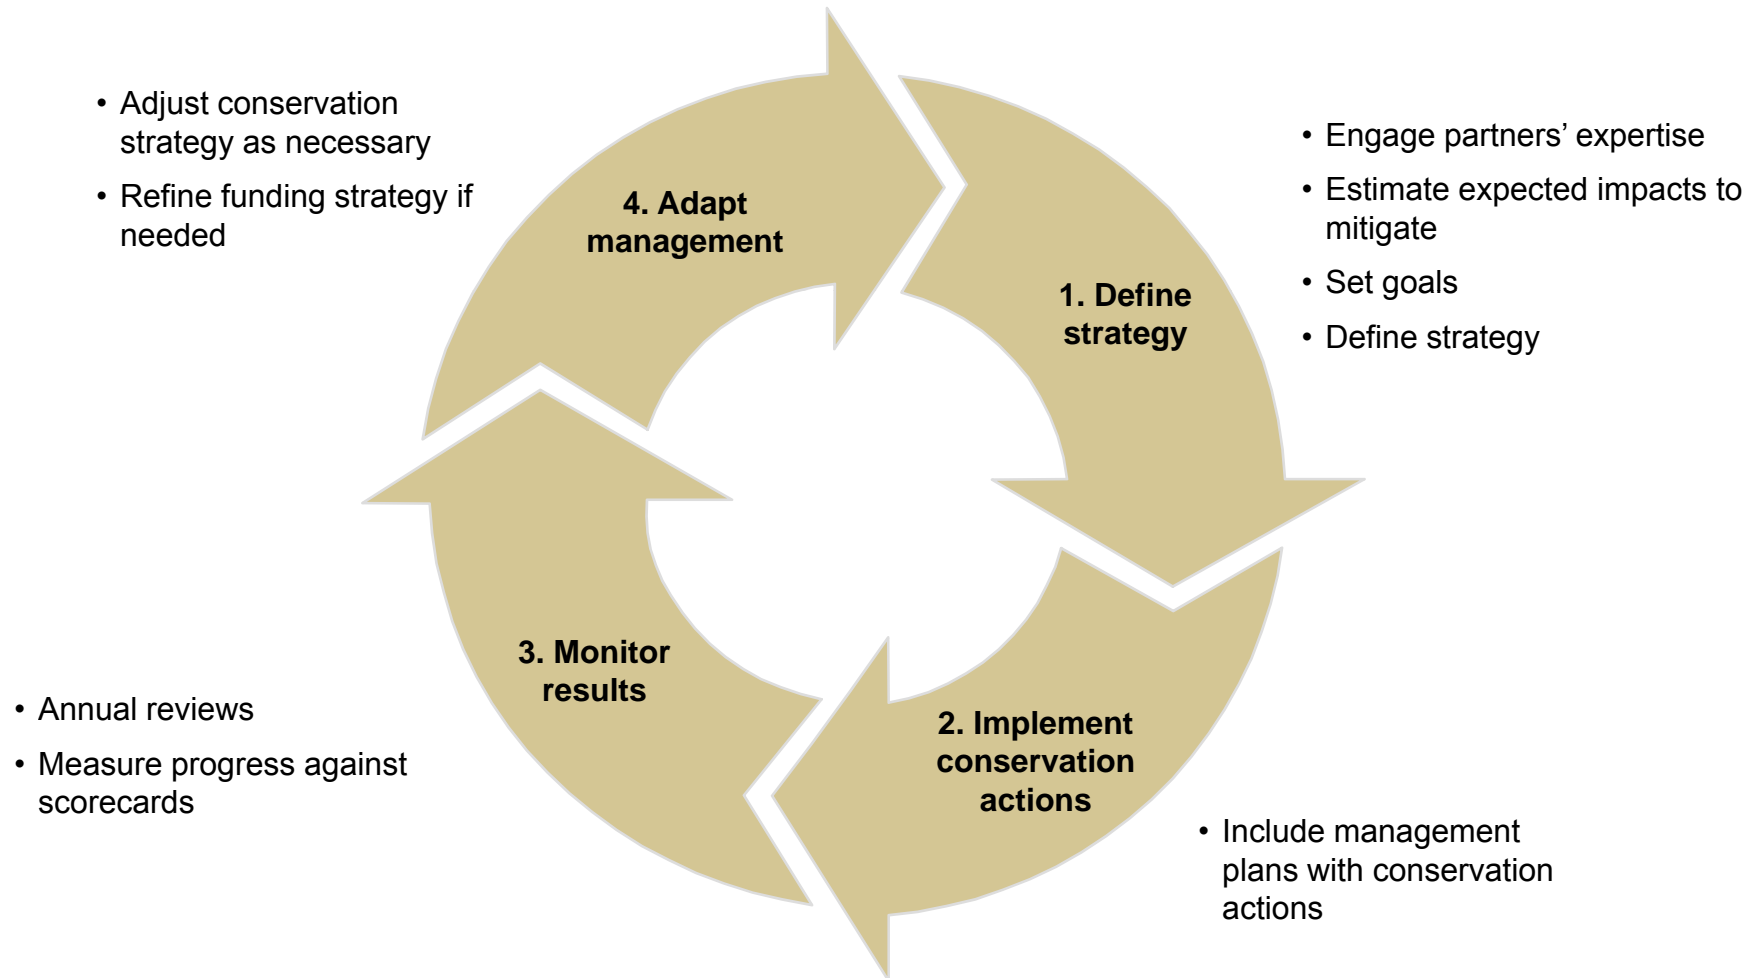 • Adjust conservation
strategy as necessary
• Refine funding strategy if
needed
4. Adapt
management
• Engage partners’ expertise
• Estimate expected impacts to
mitigate
• Set goals
• Define strategy
1. Define
strategy
3. Monitor
results
• Annual reviews
• Measure progress against
scorecards
2. Implement
conservation
actions
• Include management
plans with conservation
actions